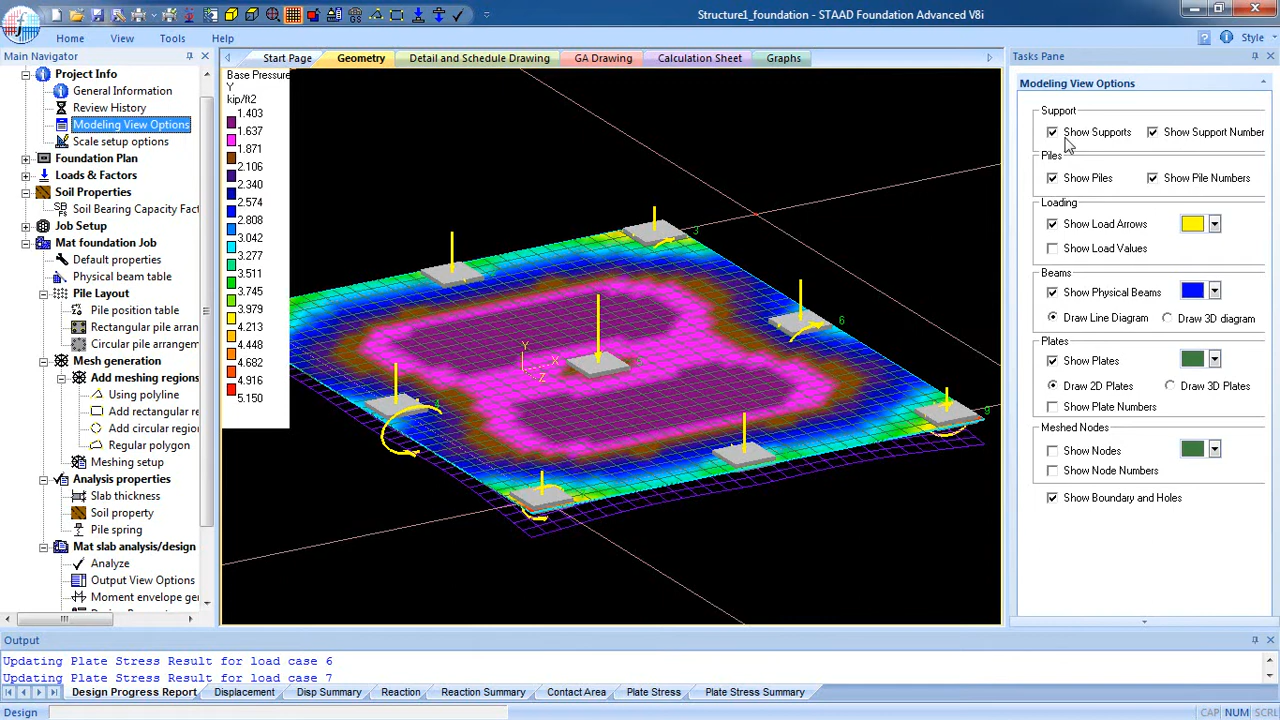 Structure1_foundation - STAAD Foundation Advanced V8i
Home View Tools Help
Style
Main Navigator
Project Info
General Information
Review History
Modeling View Options
Scale setup options
Foundation Plan
Loads & Factors
Soil Properties
Soil Bearing Capacity Fact
Job Setup
Mat foundation Job
Default properties
Physical beam table
Pile Layout
Pile position table
Rectangular pile arran
Circular pile arrangem
Mesh generation
Add meshing regions
Using polyline
Add rectangular re
Add circular regio
Regular polygon
Meshing setup
Analysis properties
Slab thickness
Soil property
Pile spring
Mat slab analysis/design
Analyze
Output View Options
Moment envelope ger
Start Page Geometry Detail and Schedule Drawing GA Drawing Calculation Sheet Graphs
Base Pressure
Y
kip/ft2
1.403
1.637
1.871
2.106
2.340
2.574
2.808
3.042
3.277
3.511
3.745
3.979
4.213
4.448
4.682
4.916
5.150
3
6
Y
X
Z
4
9
Tasks Pane
Modeling View Options
Support
Show Supports Show Support Number
Piles
Show Piles Show Pile Numbers
Loading
Show Load Arrows
Show Load Values
Beams
Show Physical Beams
Draw Line Diagram Draw 3D diagram
Plates
Show Plates
Draw 2D Plates Draw 3D Plates
Show Plate Numbers
Meshed Nodes
Show Nodes
Show Node Numbers
Show Boundary and Holes
Output
Updating Plate Stress Result for load case 6
Updating Plate Stress Result for load case 7
Design Progress Report Displacement Disp Summary Reaction Reaction Summary Contact Area Plate Stress Plate Stress Summary
Design
CAP NUM SCRL